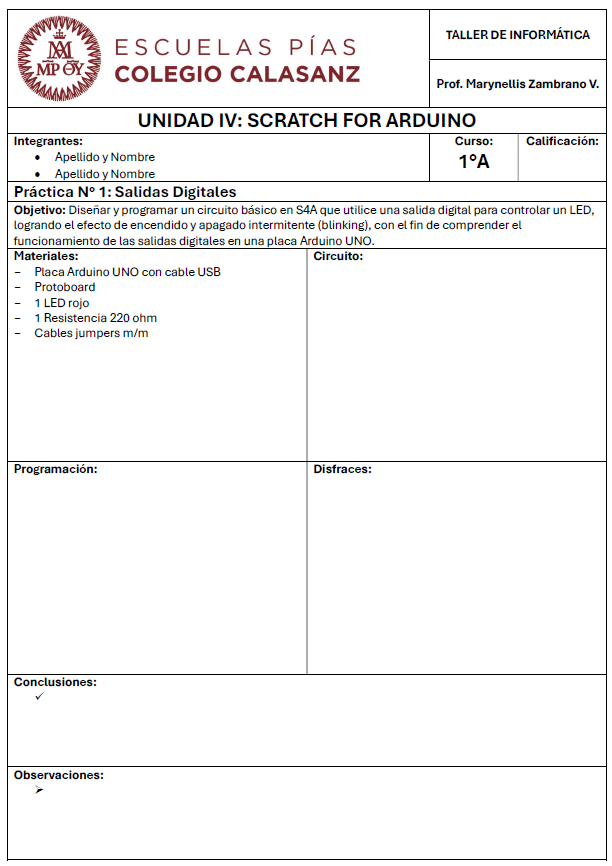 ESCUELAS PÍAS
COLEGIO CALASANZ
TALLER DE INFORMÁTICA
Prof. Marynellis Zambrano V.
UNIDAD IV: SCRATCH FOR ARDUINO
Integrantes:
• Apellido y Nombre
• Apellido y Nombre
Curso:
1°A
Calificación:
Práctica N° 1: Salidas Digitales
Objetivo: Diseñar y programar un circuito básico en S4A que utilice una salida digital para controlar un LED,
logrando el efecto de encendido y apagado intermitente (blinking), con el fin de comprender el
funcionamiento de las salidas digitales en una placa Arduino UNO.
Materiales:
– Placa Arduino UNO con cable USB
– Protoboard
– 1 LED rojo
– 1 Resistencia 220 ohm
– Cables jumpers m/m
Circuito:
Programación:
Disfraces:
Conclusiones:
✓
Observaciones:
➢